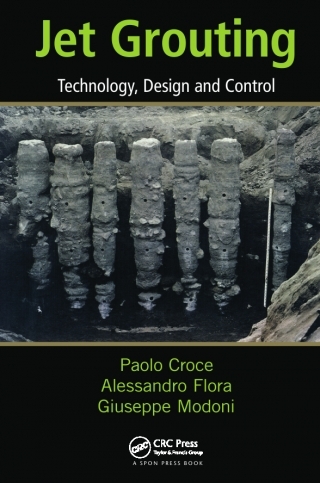 Jet Grouting
Technology, Design and Control
Paolo Croce
Alessandro Flora
Giuseppe Modoni
CRC
CRC Press
Taylor & Francis Group
A SPON PRESS BOOK